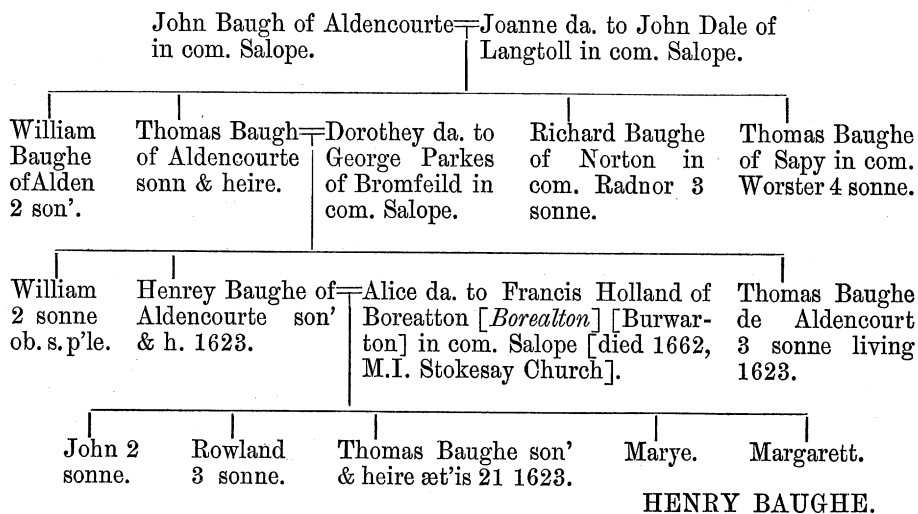 John Baugh of Aldencourte
in com. Salope.
Joanne da. to John Dale of
Langtoll in com. Salope.
William
Baughe
of Alden
2 son'.
Thomas Baugh
of Aldencourte
sonn & heire.
Dorothey da. to
George Parkes
of Bromfeild in
com. Salope.
Richard Baughe
of Norton in
com. Radnor 3
sonne.
Thomas Baughe
of Sapy in com.
Worster 4 sonne.
William
2 sonne
ob. s. p'le.
Henrey Baughe of
Aldencourte son'
& h. 1623.
Alice da. to Francis Holland of
Boreatton [Borealton] [Burwar-
ton] in com. Salope [died 1662,
M.I. Stokesay Church].
Thomas Baughe
de Aldencourt
3 sonne living
1623.
John 2
sonne.
Rowland
3 sonne.
Thomas Baughe son'
& heire æt'is 21 1623.
Marye.
Margarett.
HENRY BAUGHE.